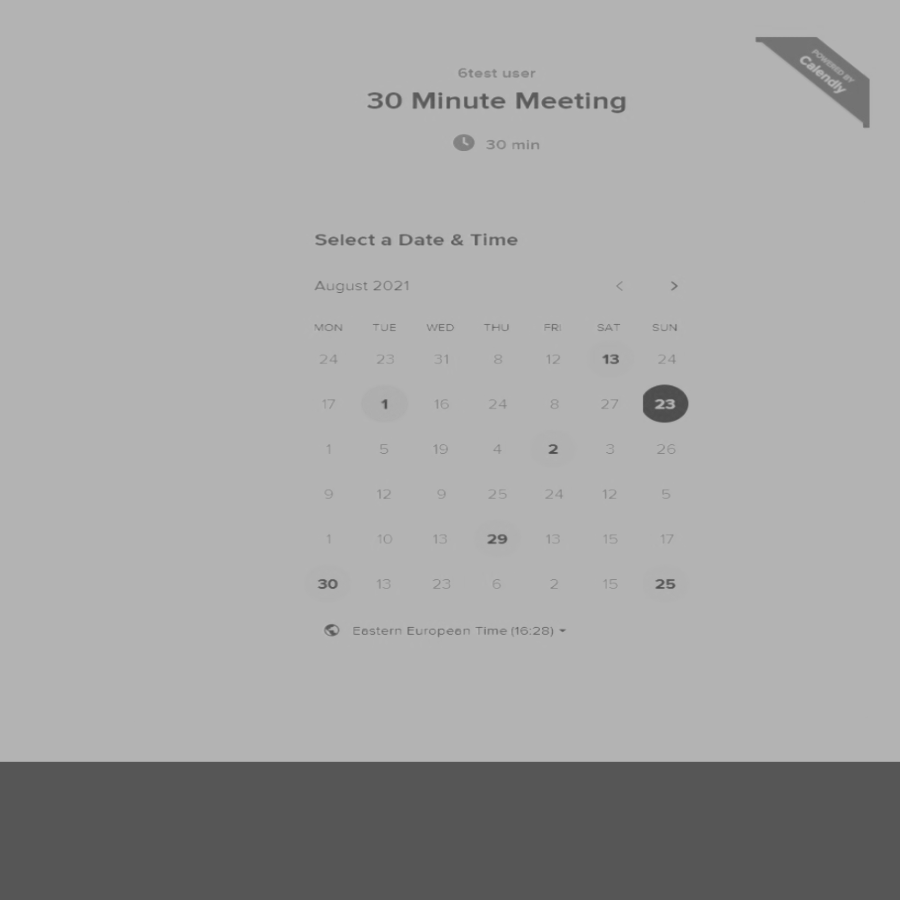 POWERED BY
Calendly
6test user
30 Minute Meeting
30 min
Select a Date & Time
August 2021
MON TUE WED THU FRI SAT SUN
24 23 31 8 12 13 24
17 1 16 24 8 27 23
1 5 19 4 2 3 26
9 12 9 25 24 12 5
1 10 13 29 13 15 17
30 13 23 6 2 15 25
Eastern European Time (16:28)